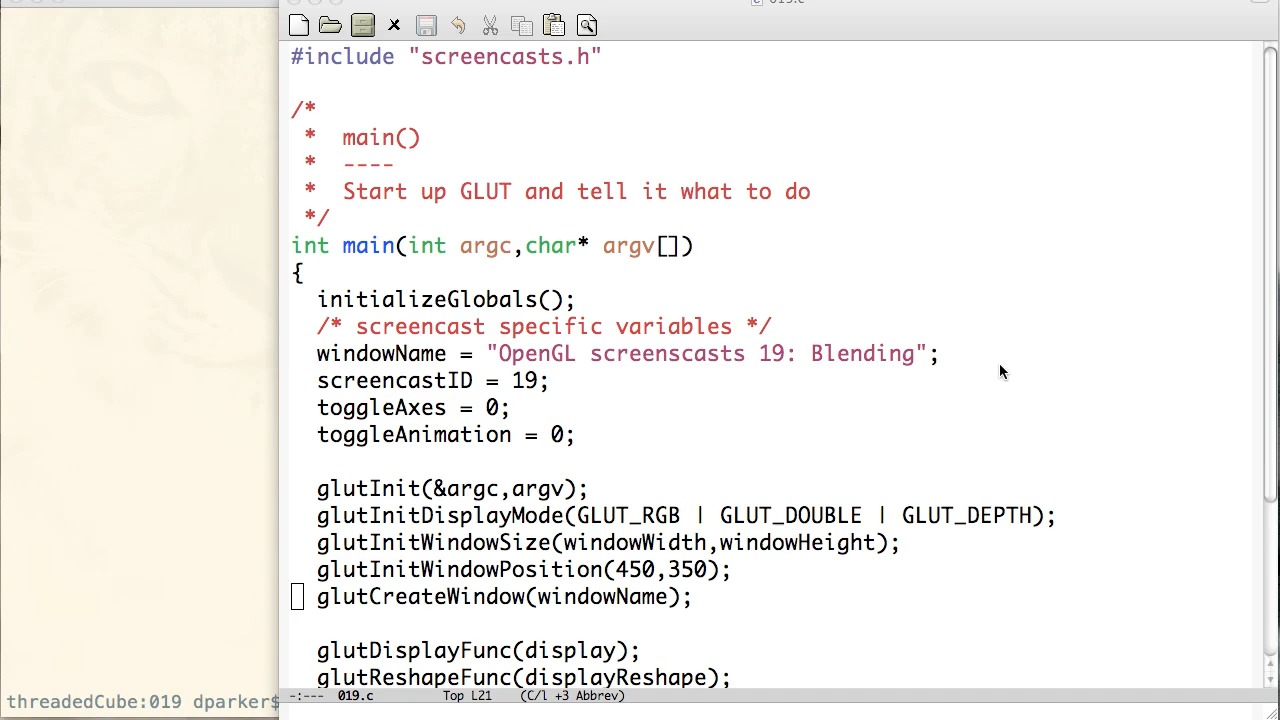 019.c
#include "screencasts.h"
/*
 *  main()
 *  ----
 *  Start up GLUT and tell it what to do
 */
int main(int argc,char* argv[])
{
  initializeGlobals();
  /* screencast specific variables */
  windowName = "OpenGL screenscasts 19: Blending";
  screencastID = 19;
  toggleAxes = 0;
  toggleAnimation = 0;
  glutInit(&argc,argv);
  glutInitDisplayMode(GLUT_RGB | GLUT_DOUBLE | GLUT_DEPTH);
  glutInitWindowSize(windowWidth,windowHeight);
  glutInitWindowPosition(450,350);
  glutCreateWindow(windowName);
  glutDisplayFunc(display);
  glutReshapeFunc(displayReshape);
-:---  019.c      Top L21   (C/l +3 Abbrev)
threadedCube:019 dparker$